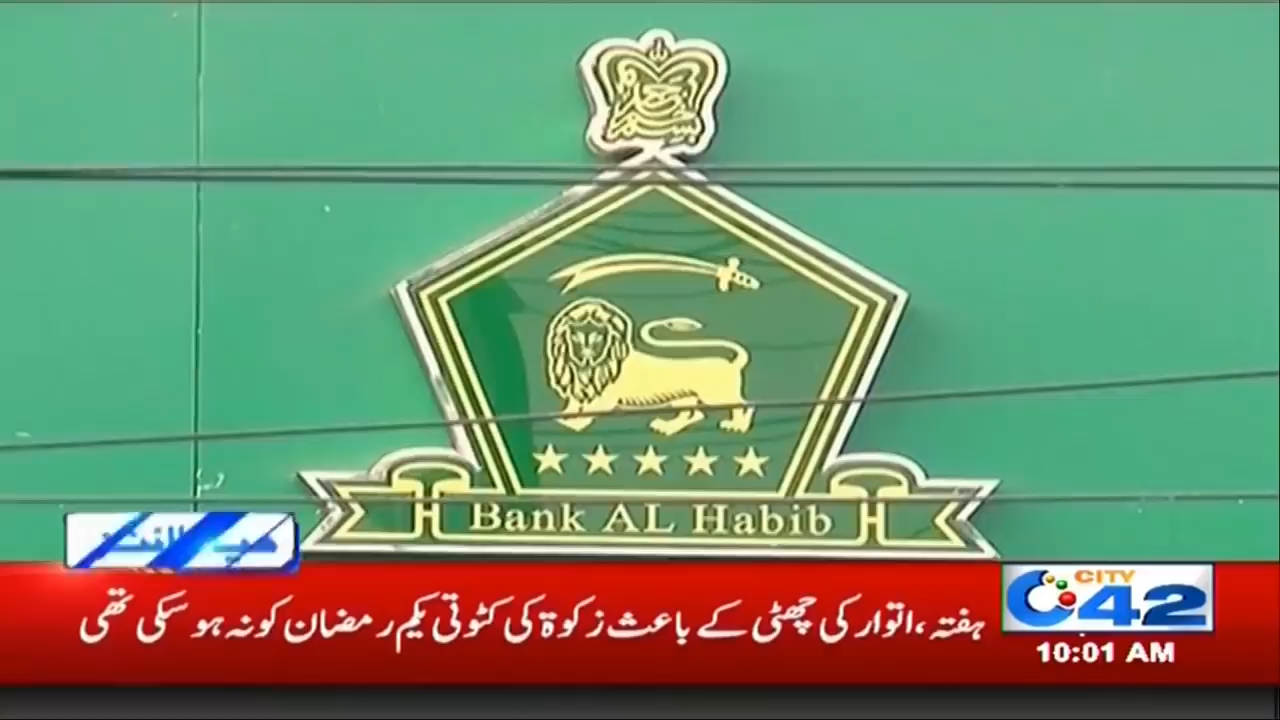 Bank AL Habib
CITY
42
ہفتہ ،اتوار کی چھٹی کے باعث زکوۃ کی کٹوتی یکم رمضان کو نہ ہو سکی تھی
10:01 AM